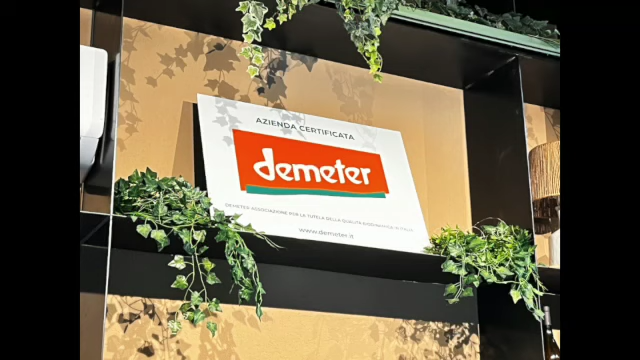 AZIENDA CERTIFICATA
demeter
DEMETER ASSOCIAZIONE PER LA TUTELA DELLA QUALITÀ BIODINAMICA IN ITALIA
www.demeter.it